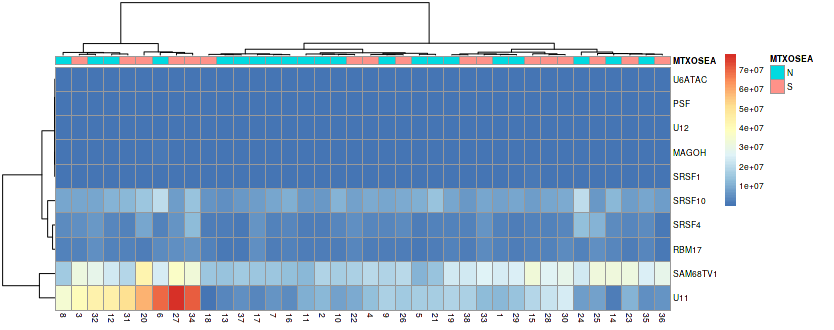 MTXOSEA
U6ATAC
PSF
U12
MAGOH
SRSF1
SRSF10
SRSF4
RBM17
SAM68TV1
U11
8 3 32 12 31 20 6 27 34 18 13 37 17 7 16 11 2 10 22 4 9 26 5 21 19 38 33 1 29 15 28 30 24 25 14 23 35 36
7e+07
6e+07
5e+07
4e+07
3e+07
2e+07
1e+07
MTXOSEA
N
S